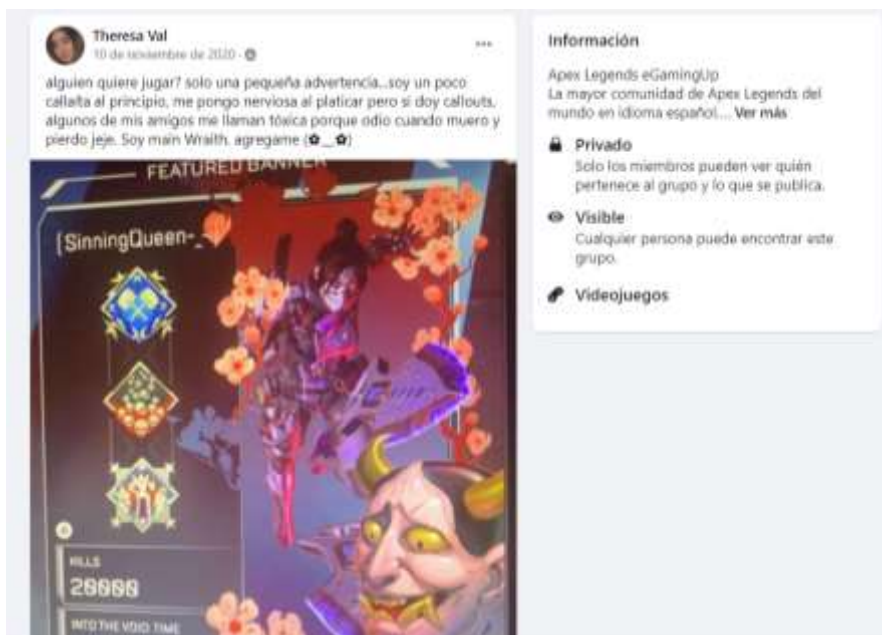 Theresa Val
10 de noviembre de 2020 ·
alguien quiere jugar? solo una pequeña advertencia...soy un poco
callaita al principio, me pongo nerviosa al platicar pero si doy callouts,
algunos de mis amigos me llaman tóxica porque odio cuando muero y
pierdo jeje. Soy main Wraith, agregame (✿__✿)
FEATURED BANNER
[SinningQueen-_
KILLS
20000
INTO THE VOID TIME
Información
Apex Legends eGamingUp
La mayor comunidad de Apex Legends del
mundo en idioma español.... Ver más
Privado
Solo los miembros pueden ver quién
pertenece al grupo y lo que se publica.
Visible
Cualquier persona puede encontrar este
grupo.
Videojuegos